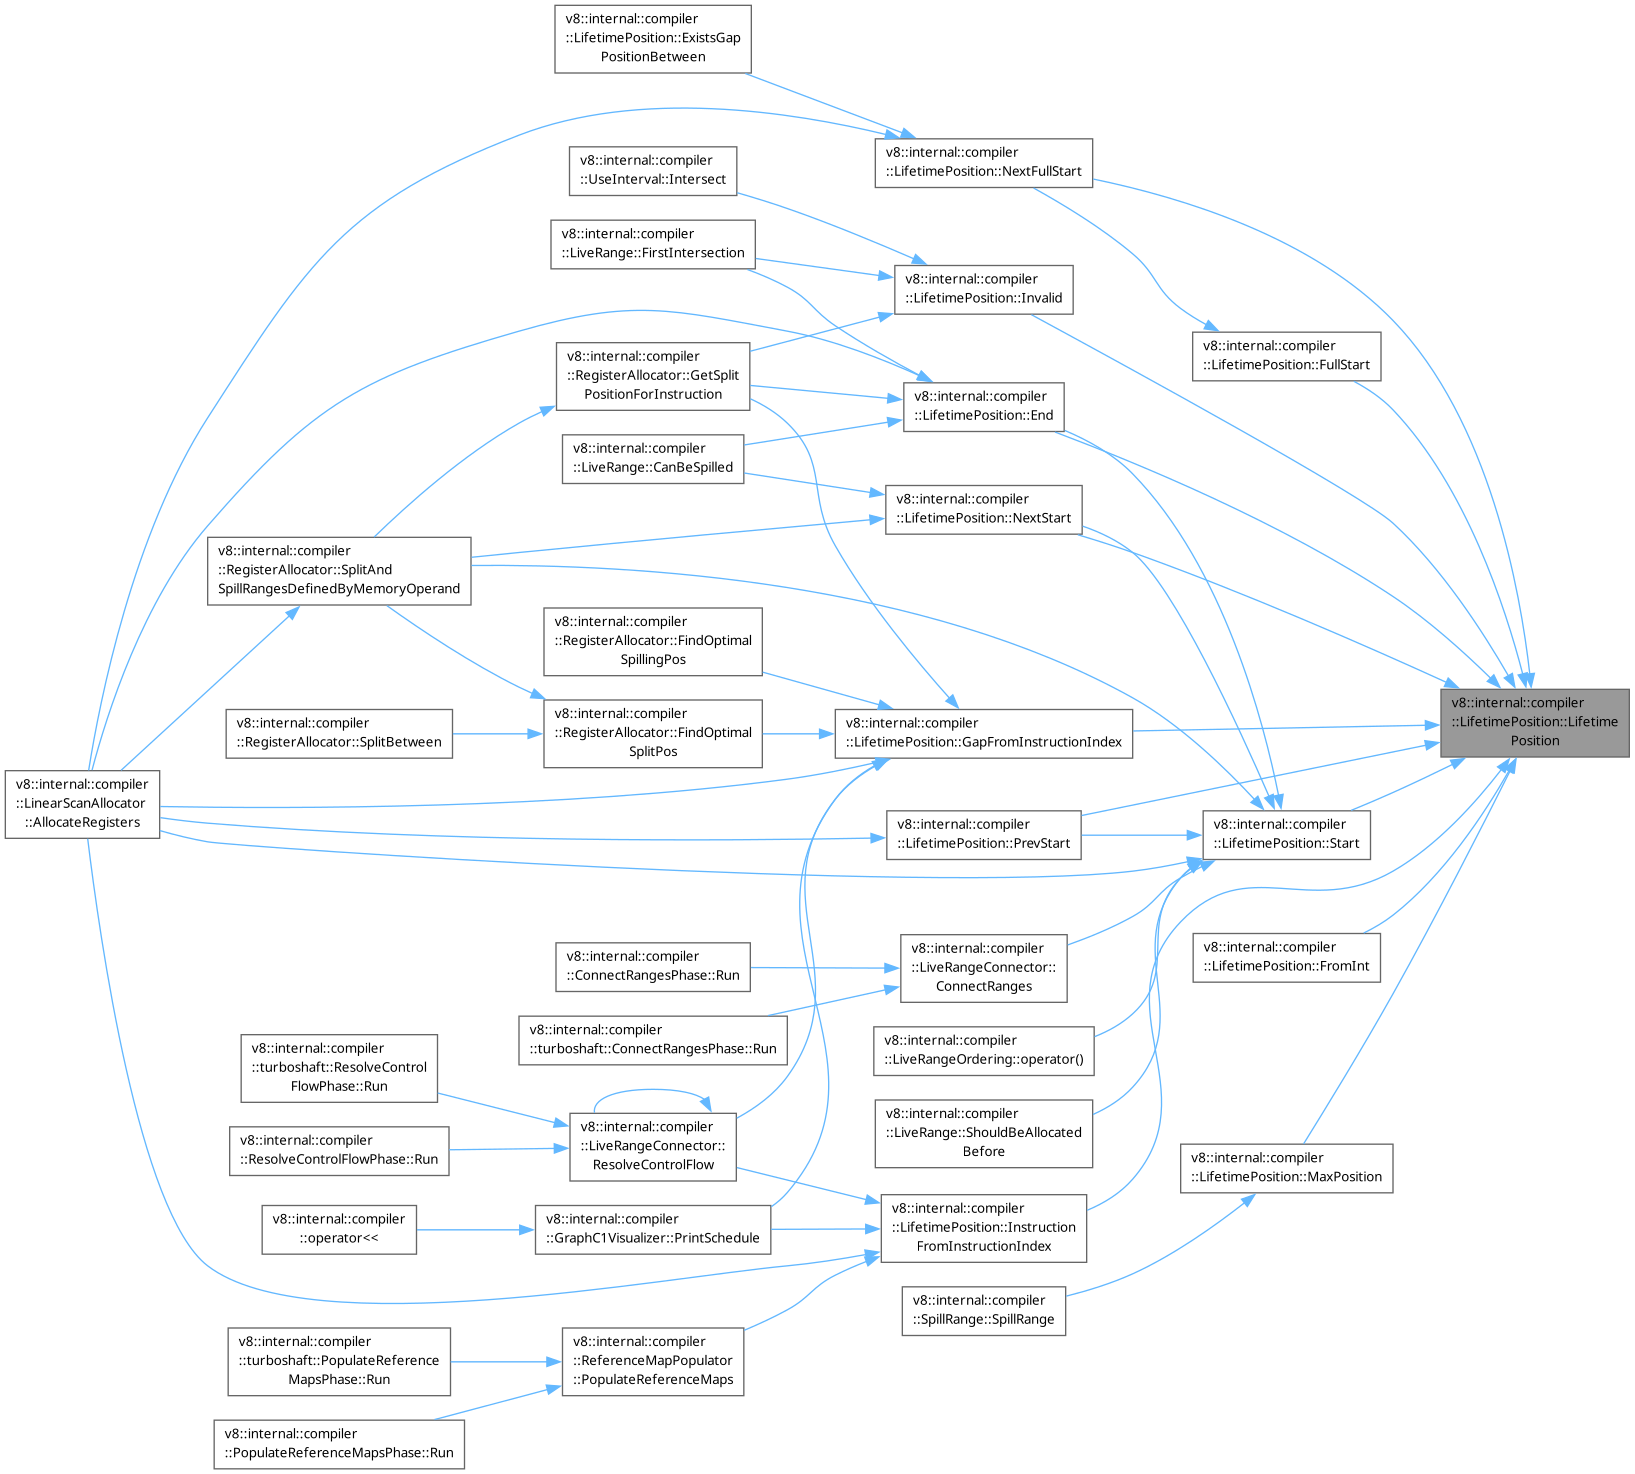 v8::internal::compiler
::LifetimePosition::ExistsGap
PositionBetween
v8::internal::compiler
::LifetimePosition::NextFullStart
v8::internal::compiler
::UseInterval::Intersect
v8::internal::compiler
::LiveRange::FirstIntersection
v8::internal::compiler
::LifetimePosition::Invalid
v8::internal::compiler
::LifetimePosition::FullStart
v8::internal::compiler
::RegisterAllocator::GetSplit
PositionForInstruction
v8::internal::compiler
::LifetimePosition::End
v8::internal::compiler
::LiveRange::CanBeSpilled
v8::internal::compiler
::LifetimePosition::NextStart
v8::internal::compiler
::RegisterAllocator::SplitAnd
SpillRangesDefinedByMemoryOperand
v8::internal::compiler
::RegisterAllocator::FindOptimal
SpillingPos
v8::internal::compiler
::LifetimePosition::Lifetime
Position
v8::internal::compiler
::RegisterAllocator::SplitBetween
v8::internal::compiler
::RegisterAllocator::FindOptimal
SplitPos
v8::internal::compiler
::LifetimePosition::GapFromInstructionIndex
v8::internal::compiler
::LinearScanAllocator
::AllocateRegisters
v8::internal::compiler
::LifetimePosition::PrevStart
v8::internal::compiler
::LifetimePosition::Start
v8::internal::compiler
::ConnectRangesPhase::Run
v8::internal::compiler
::LiveRangeConnector::
ConnectRanges
v8::internal::compiler
::LifetimePosition::FromInt
v8::internal::compiler
::turboshaft::ConnectRangesPhase::Run
v8::internal::compiler
::LiveRangeOrdering::operator()
v8::internal::compiler
::turboshaft::ResolveControl
FlowPhase::Run
v8::internal::compiler
::LiveRange::ShouldBeAllocated
Before
v8::internal::compiler
::ResolveControlFlowPhase::Run
v8::internal::compiler
::LiveRangeConnector::
ResolveControlFlow
v8::internal::compiler
::LifetimePosition::MaxPosition
v8::internal::compiler
::operator<<
v8::internal::compiler
::GraphC1Visualizer::PrintSchedule
v8::internal::compiler
::LifetimePosition::Instruction
FromInstructionIndex
v8::internal::compiler
::SpillRange::SpillRange
v8::internal::compiler
::turboshaft::PopulateReference
MapsPhase::Run
v8::internal::compiler
::ReferenceMapPopulator
::PopulateReferenceMaps
v8::internal::compiler
::PopulateReferenceMapsPhase::Run